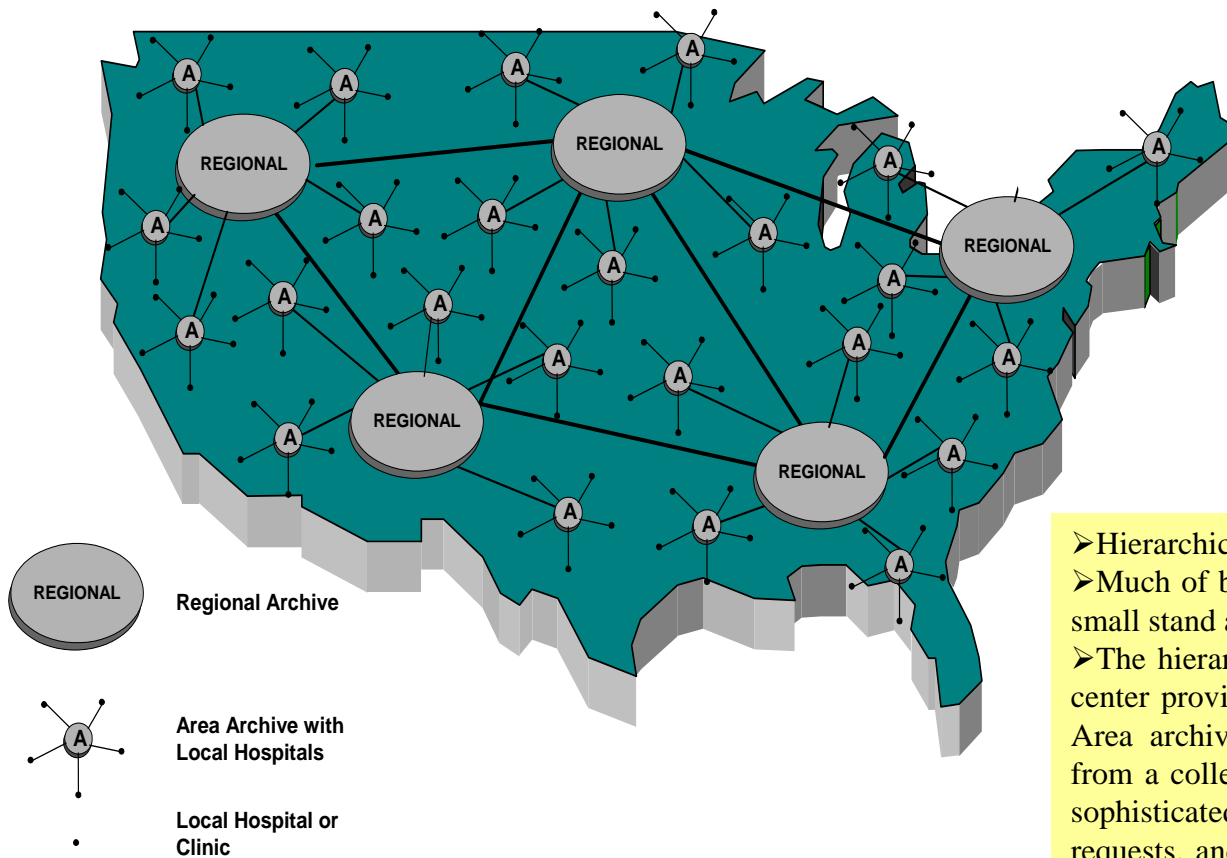 A
A
A
A
REGIONAL
REGIONAL
A
A
REGIONAL
A
A
A
A
A
A
A
A
A
A
A
A
A
REGIONAL
A
A
REGIONAL
A
A
A
REGIONAL
Regional Archive
A
Area Archive with
Local Hospitals
Local Hospital or
Clinic
➢Hierarchic
➢Much of b
small stand a
➢The hierar
center provi
Area archiv
from a colle
sophisticated
requests, and